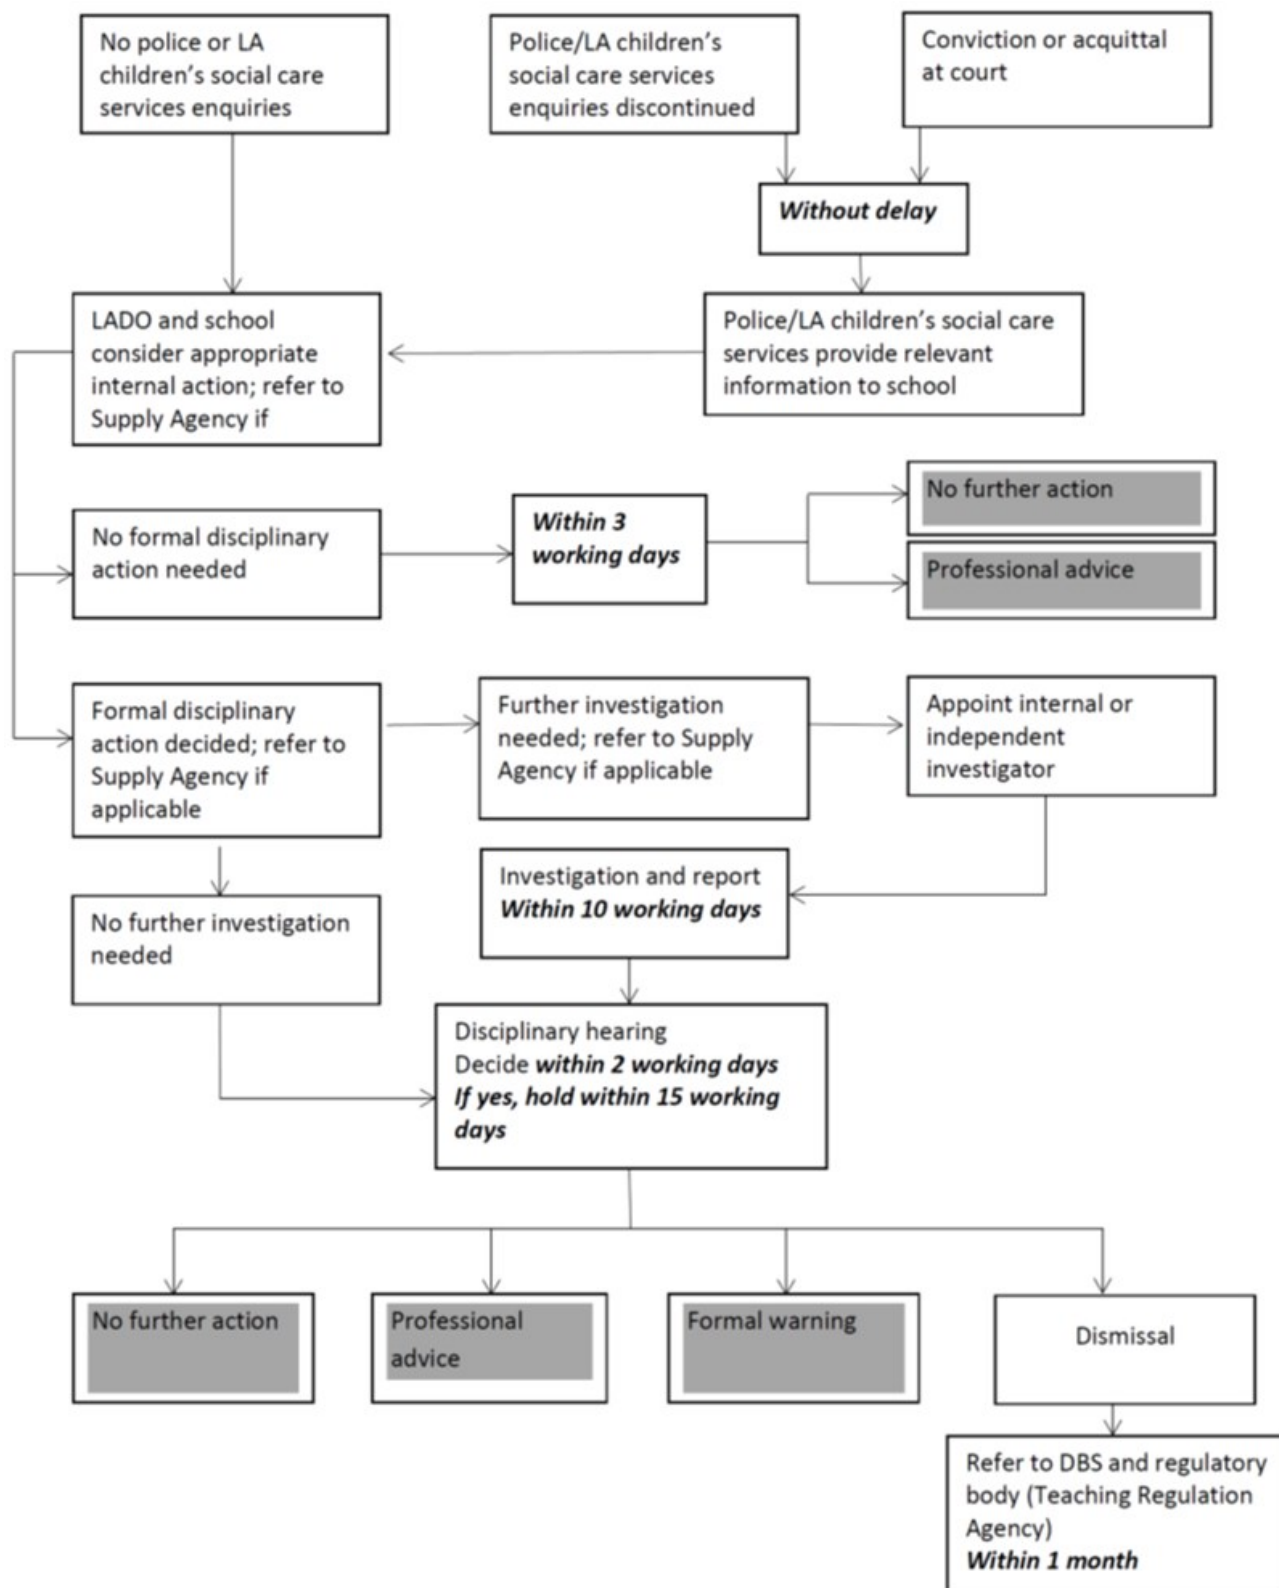 No police or LA
children's social care
services enquiries
Police/LA children's
social care services
enquiries discontinued
Conviction or acquittal
at court
Without delay
LADO and school
consider appropriate
internal action; refer to
Supply Agency if
Police/LA children's social care
services provide relevant
information to school
No formal disciplinary
action needed
Within 3
working days
No further action
Professional advice
Formal disciplinary
action decided; refer to
Supply Agency if
applicable
Further investigation
needed; refer to Supply
Agency if applicable
Appoint internal or
independent
investigator
No further investigation
needed
Investigation and report
Within 10 working days
Disciplinary hearing
Decide within 2 working days
If yes, hold within 15 working
days
No further action
Professional
advice
Formal warning
Dismissal
Refer to DBS and regulatory
body (Teaching Regulation
Agency)
Within 1 month